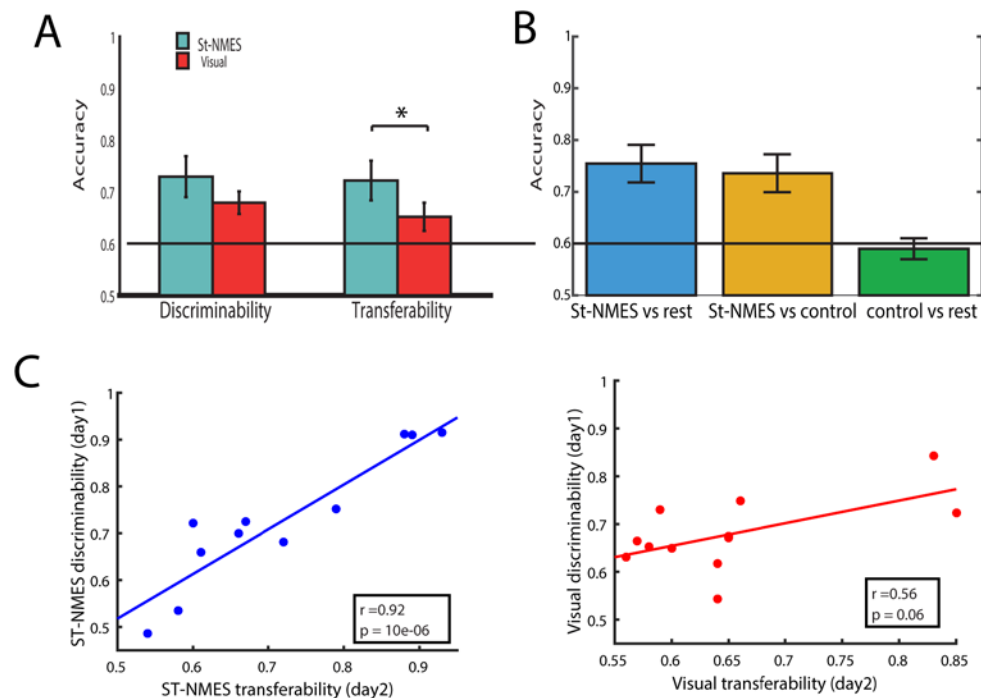 A
St-NMES
Visual
1
0.9
0.8
0.7
0.6
0.5
Accuracy
*
Discriminability
Transferability
B
1
0.9
0.8
0.7
0.6
0.5
Accuracy
St-NMES vs rest
St-NMES vs control
control vs rest
C
ST-NMES discriminability (day1)
1
0.9
0.8
0.7
0.6
0.5
r =0.92
p = 10e-06
0.5 0.6 0.7 0.8 0.9
ST-NMES transferability (day2)
Visual discriminability (day1)
1
0.9
0.8
0.7
0.6
0.5
r =0.56
p = 0.06
0.55 0.6 0.65 0.7 0.75 0.8 0.85
Visual transferability (day2)